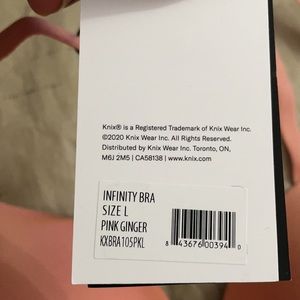 Knix® is a Registered Trademark of Knix Wear Inc.
©2020 Knix Wear Inc. All Rights Reserved.
Distributed by Knix Wear Inc. Toronto, ON,
M6J 2M5 | CA58138 | www.knix.com
INFINITY BRA
SIZE L
PINK GINGER
KXBRA105PKL
8 43676 00394 0